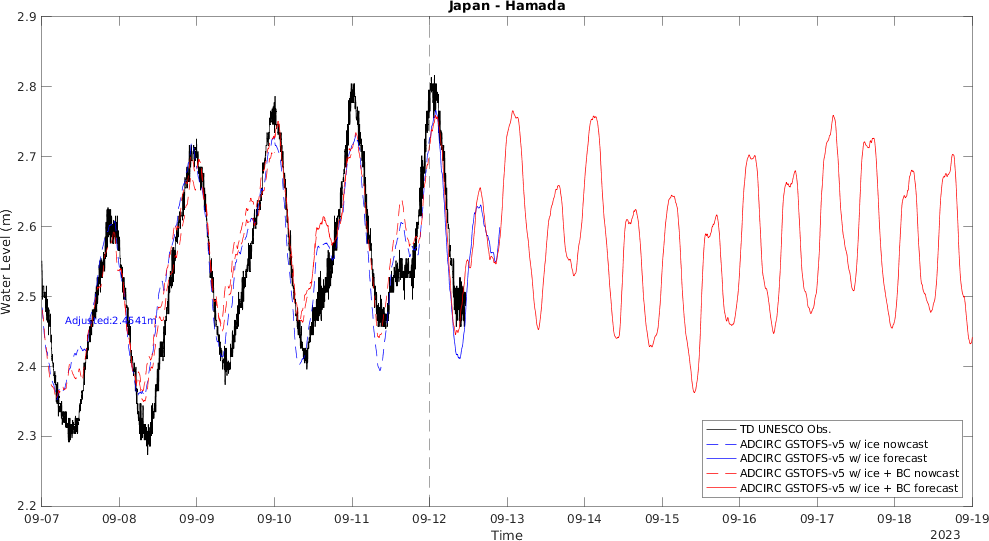 Japan - Hamada
2.9
2.8
2.7
2.6
2.5
2.4
2.3
2.2
Water Level (m)
Adjusted:2.4641m
TD UNESCO Obs.
ADCIRC GSTOFS-v5 w/ ice nowcast
ADCIRC GSTOFS-v5 w/ ice forecast
ADCIRC GSTOFS-v5 w/ ice + BC nowcast
ADCIRC GSTOFS-v5 w/ ice + BC forecast
09-07 09-08 09-09 09-10 09-11 09-12 09-13 09-14 09-15 09-16 09-17 09-18 09-19
Time
2023